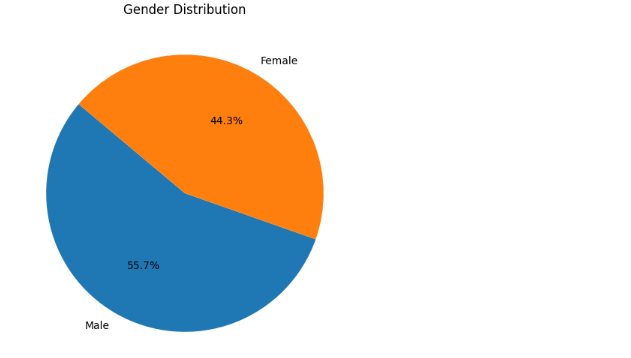 Gender Distribution
Female
44.3%
55.7%
Male